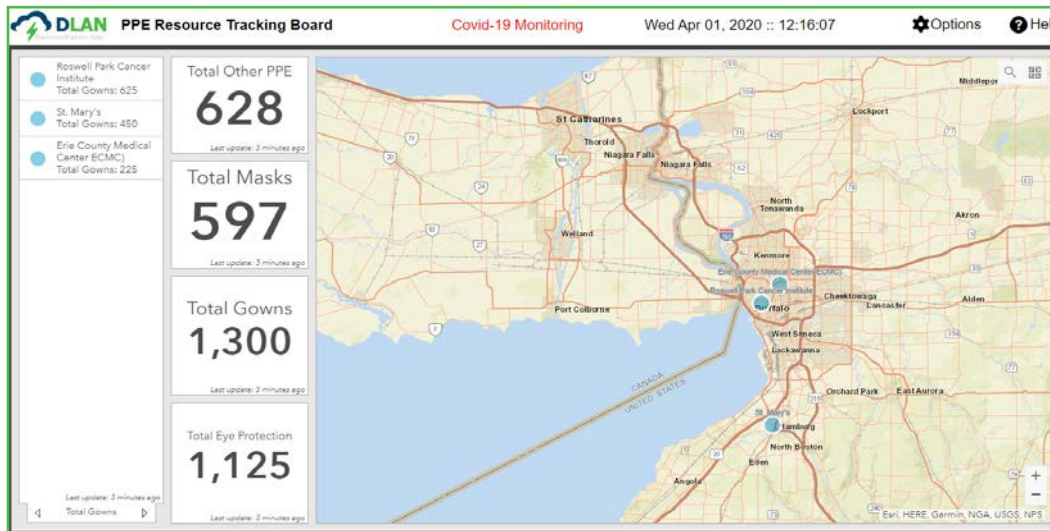 DLAN
Demonstration Site
PPE Resource Tracking Board
Covid-19 Monitoring
Wed Apr 01, 2020 :: 12:16:07
Options
Hel
Roswell Park Cancer
Institute
Total Gowns: 625
St. Mary's
Total Gowns: 450
Erie County Medical
Center ECMC)
Total Gowns: 225
Last update: 3 minutes ago
Total Gowns
Total Other PPE
628
Last update: 3 minutes ago
Total Masks
597
Last update: 3 minutes ago
Total Gowns
1,300
Last update: 3 minutes ago
Total Eye Protection
1,125
Last update: 3 minutes ago
Middlepor
Lockport
St Catharines
Thorold
Niagara Falls
Niagara Falls
North
Tonawanda
Akron
Welland
Kenmore
Erie County Medical Center ECMC)
Roswell Park Cancer Institute
Buffalo
Cheektowaga
Lancaster
Alden
Port Colborne
West Seneca
Lackawanna
CANADA
UNITED STATES
Orchard Park
East Aurora
St. Mary's
Hamburg
North Boston
Eden
Angola
Esri, HERE, Garmin, NGA, USGS, NPS